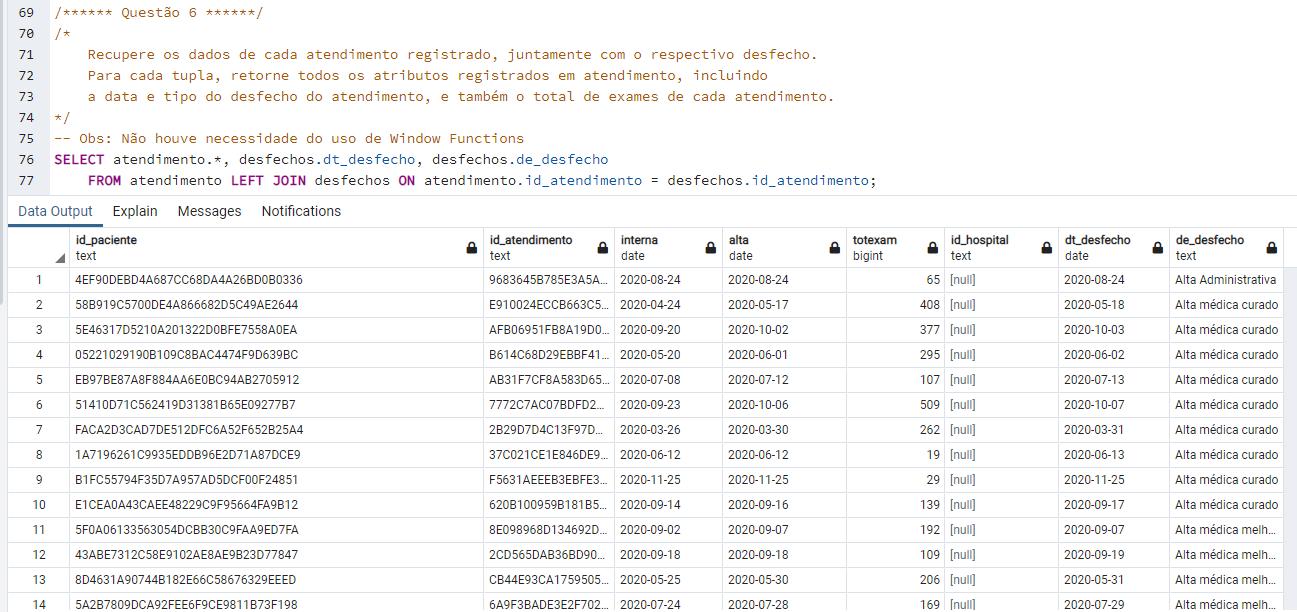 69 /****** Questão 6 ******/
70 /*
71 Recupere os dados de cada atendimento registrado, juntamente com o respectivo desfecho.
72 Para cada tupla, retorne todos os atributos registrados em atendimento, incluindo
73 a data e tipo do desfecho do atendimento, e também o total de exames de cada atendimento.
74 */
75 -- Obs: Não houve necessidade do uso de Window Functions
76 SELECT atendimento.*, desfechos.dt_desfecho, desfechos.de_desfecho
77 FROM atendimento LEFT JOIN desfechos ON atendimento.id_atendimento = desfechos.id_atendimento;
Data Output Explain Messages Notifications
id_paciente id_atendimento interna alta totexam id_hospital dt_desfecho de_desfecho
text text date date bigint text date text
1 4EF90DEBD4A687CC68DA4A26BD0B0336 9683645B785E3A5A... 2020-08-24 2020-08-24 65 [null] 2020-08-24 Alta Administrativa
2 58B919C5700DE4A866682D5C49AE2644 E910024ECCB663C5... 2020-04-24 2020-05-17 408 [null] 2020-05-18 Alta médica curado
3 5E46317D5210A201322D0BFE7558A0EA AFB06951FB8A19D0... 2020-09-20 2020-10-02 377 [null] 2020-10-03 Alta médica curado
4 05221029190B109C8BAC4474F9D639BC B614C68D29EBBF41... 2020-05-20 2020-06-01 295 [null] 2020-06-02 Alta médica curado
5 EB97BE87A8F884AA6E0BC94AB2705912 AB31F7CF8A583D65... 2020-07-08 2020-07-12 107 [null] 2020-07-13 Alta médica curado
6 51410D71C562419D31381B65E09277B7 7772C7AC07BDFD2... 2020-09-23 2020-10-06 509 [null] 2020-10-07 Alta médica curado
7 FACA2D3CAD7DE512DFC6A52F652B25A4 2B29D7D4C13F97D... 2020-03-26 2020-03-30 262 [null] 2020-03-31 Alta médica curado
8 1A7196261C9935EDDB96E2D71A87DCE9 37C021CE1E846DE9... 2020-06-12 2020-06-12 19 [null] 2020-06-13 Alta médica curado
9 B1FC55794F35D7A957AD5DCF00F24851 F5631AEEEB3EBFE3... 2020-11-25 2020-11-25 29 [null] 2020-11-25 Alta médica curado
10 E1CEA0A43CAEE48229C9F95664FA9B12 620B100959B181B5... 2020-09-14 2020-09-16 139 [null] 2020-09-17 Alta médica curado
11 5F0A06133563054DCBB30C9FAA9ED7FA 8E098968D134692D... 2020-09-02 2020-09-07 192 [null] 2020-09-07 Alta médica melh...
12 43ABE7312C58E9102AE8AE9B23D77847 2CD565DAB36BD90... 2020-09-18 2020-09-18 109 [null] 2020-09-19 Alta médica melh...
13 8D4631A90744B182E66C58676329EEED CB44E93CA1759505... 2020-05-25 2020-05-30 206 [null] 2020-05-31 Alta médica melh...
14 5A2B7809DCA92FEE6F9CE9811B73F198 6A9F3BADE3E2F702... 2020-07-24 2020-07-28 169 [null] 2020-07-29 Alta médica melh...